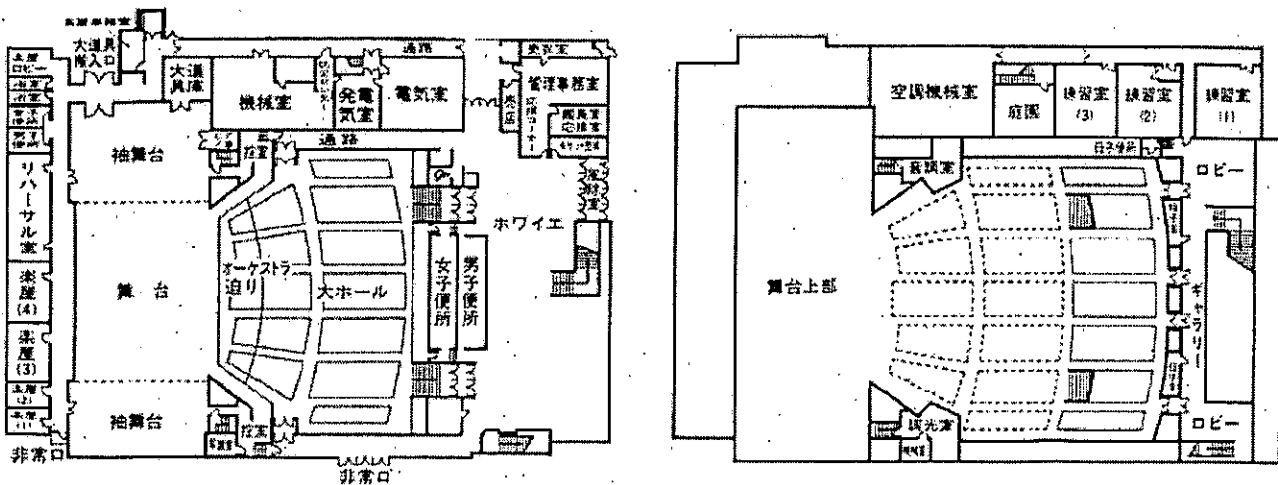 大道具
搬入口
通路
大道
具庫
機械室
発電
気室
電気室
管理事務室
売店
袖舞台
控室
通路
リハーサル室
ホワイエ
舞台
オーケストラ
迫り
大ホール
女子便所
男子便所
楽屋
(4)
楽屋
(3)
袖舞台
控室
非常口
非常口
空調機械室
庭園
練習室
(3)
練習室
(2)
練習室
(1)
音調室
ロビー
舞台上部
ギャラリー
調光室
ロビー